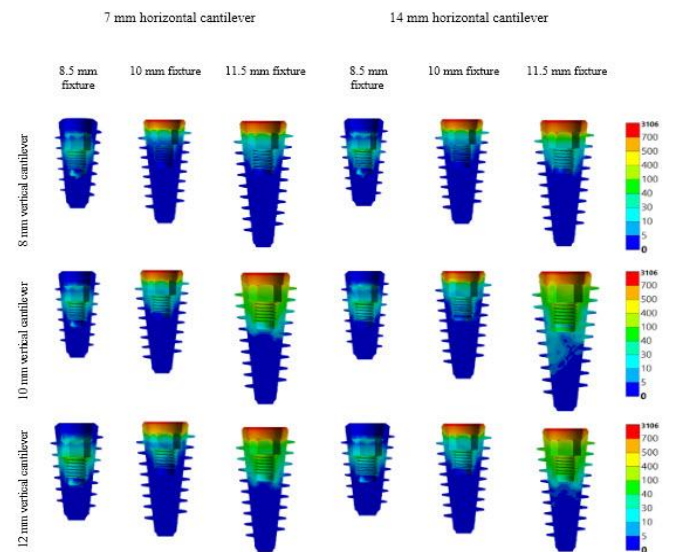 7 mm horizontal cantilever
14 mm horizontal cantilever
8.5 mm
fixture
10 mm fixture
11.5 mm fixture
8.5 mm
fixture
10 mm fixture
11.5 mm fixture
8 mm vertical cantilever
3106
700
500
400
100
40
30
10
5
0
10 mm vertical cantilever
3106
700
500
400
100
40
30
10
5
0
12 mm vertical cantilever
3106
700
500
400
100
40
30
10
5
0